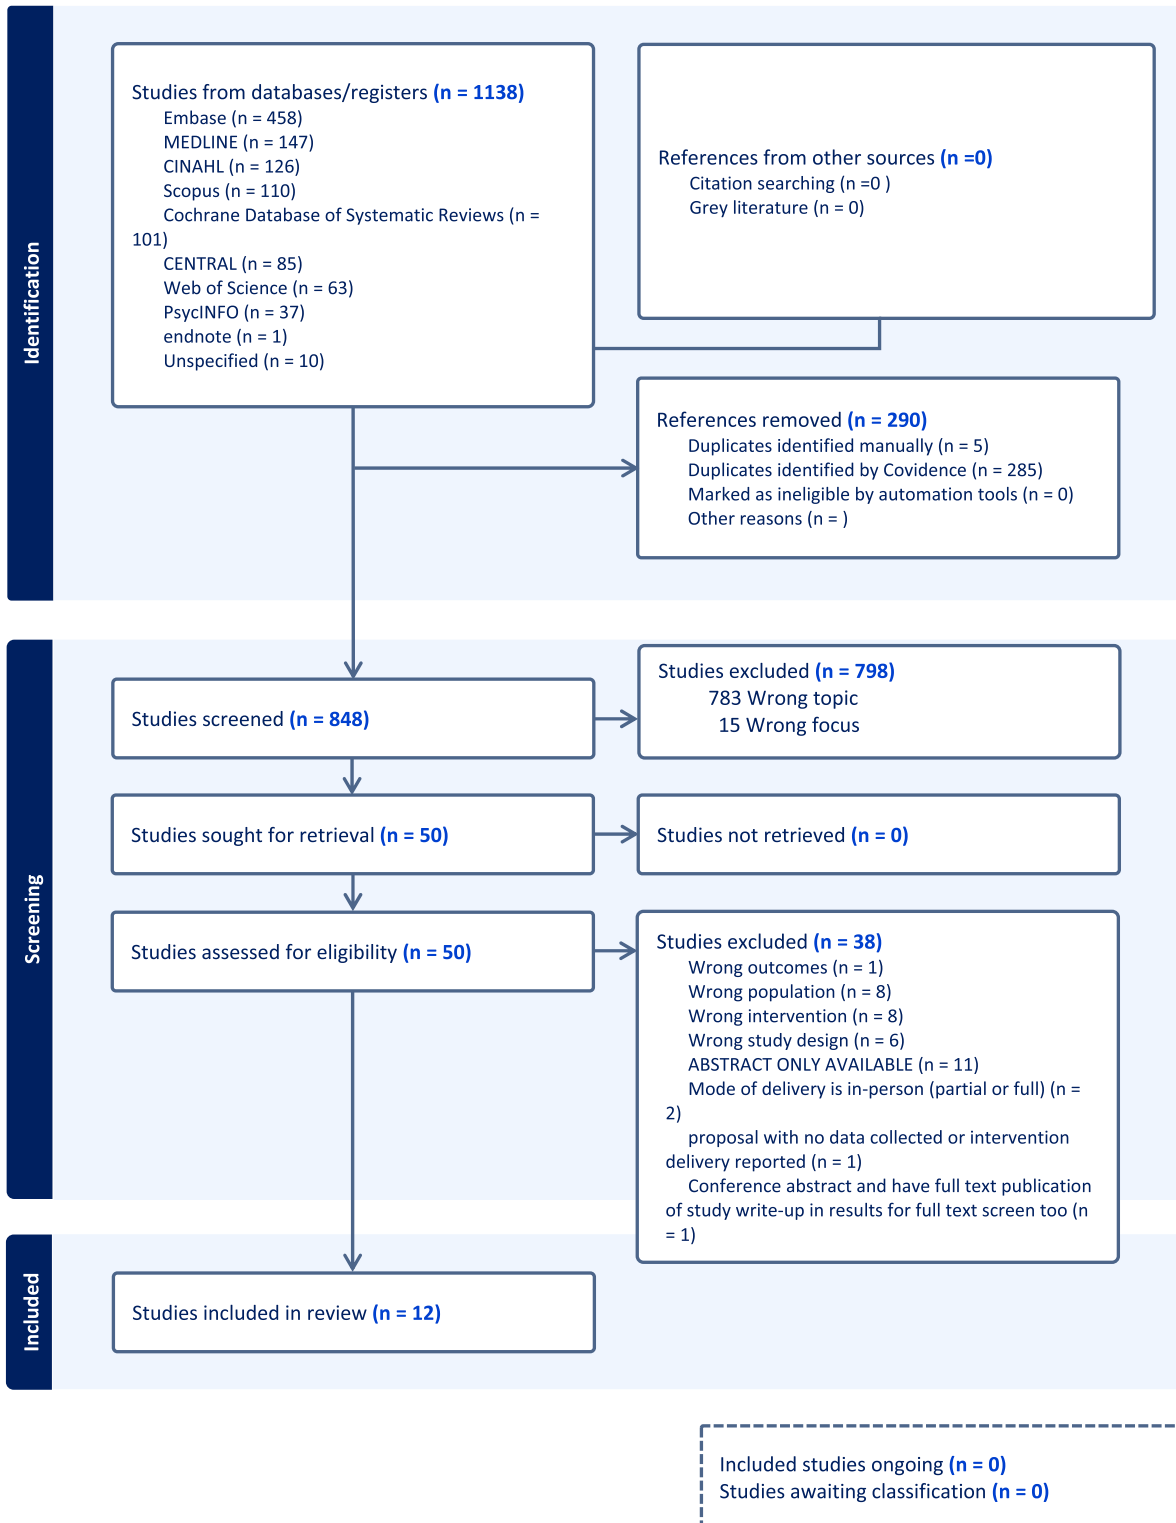 Identification
Studies from databases/registers (n = 1138)
Embase (n = 458)
MEDLINE (n = 147)
CINAHL (n = 126)
Scopus (n = 110)
Cochrane Database of Systematic Reviews (n =
101)
CENTRAL (n = 85)
Web of Science (n = 63)
PsycINFO (n = 37)
endnote (n = 1)
Unspecified (n = 10)
References from other sources (n =0)
Citation searching (n =0 )
Grey literature (n = 0)
References removed (n = 290)
Duplicates identified manually (n = 5)
Duplicates identified by Covidence (n = 285)
Marked as ineligible by automation tools (n = 0)
Other reasons (n = )
Screening
Studies screened (n = 848)
Studies excluded (n = 798)
783 Wrong topic
15 Wrong focus
Studies sought for retrieval (n = 50)
Studies not retrieved (n = 0)
Studies assessed for eligibility (n = 50)
Studies excluded (n = 38)
Wrong outcomes (n = 1)
Wrong population (n = 8)
Wrong intervention (n = 8)
Wrong study design (n = 6)
ABSTRACT ONLY AVAILABLE (n = 11)
Mode of delivery is in-person (partial or full) (n =
2)
proposal with no data collected or intervention
delivery reported (n = 1)
Conference abstract and have full text publication
of study write-up in results for full text screen too (n
= 1)
Included
Studies included in review (n = 12)
Included studies ongoing (n = 0)
Studies awaiting classification (n = 0)